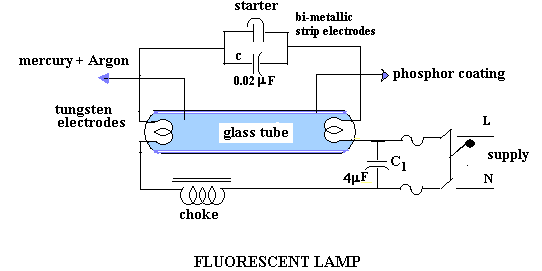 starter
bi-metallic
strip electrodes
c
0.02 µF
mercury + Argon
phosphor coating
tungsten
electrodes
glass tube
L
C1
supply
4µF
N
choke
FLUORESCENT LAMP